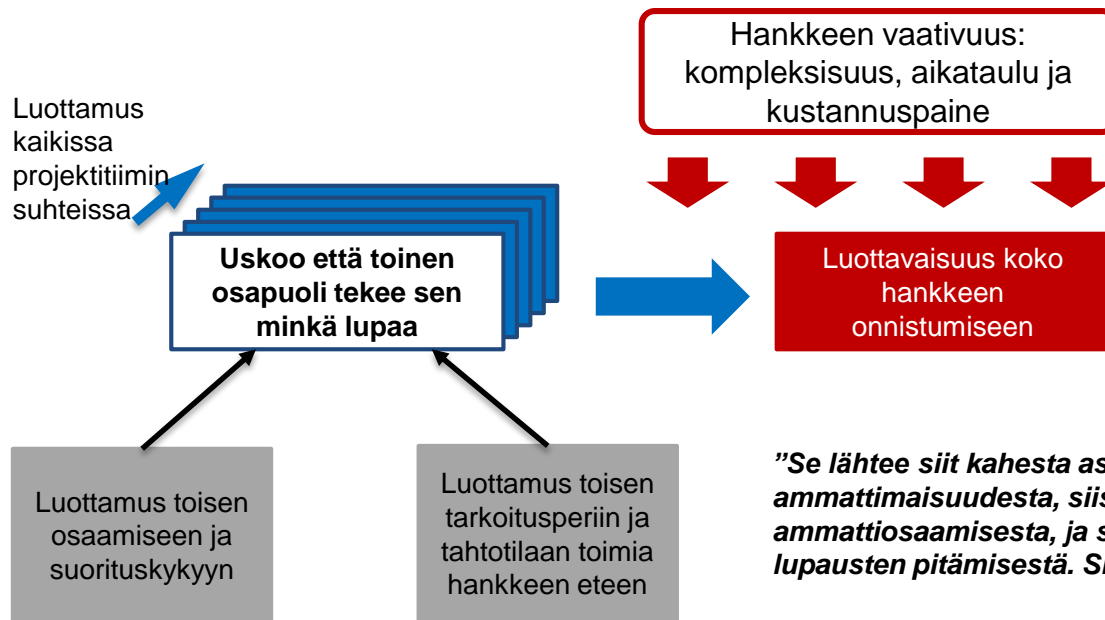 Hankkeen vaativuus:
kompleksisuus, aikataulu ja
kustannuspaine
Luottamus
kaikissa
projektitiimin
suhteissa
Uskoo että toinen
osapuoli tekee sen
minkä lupaa
Luottavaisuus koko
hankkeen
onnistumiseen
Luottamus toisen
osaamiseen ja
suorituskykyyn
Luottamus toisen
tarkoitusperiin ja
tahtotilaan toimia
hankkeen eteen
”Se lähtee siit kahesta as
ammattimaisuudesta, siis
ammattiosaamisesta, ja s
lupausten pitämisestä.